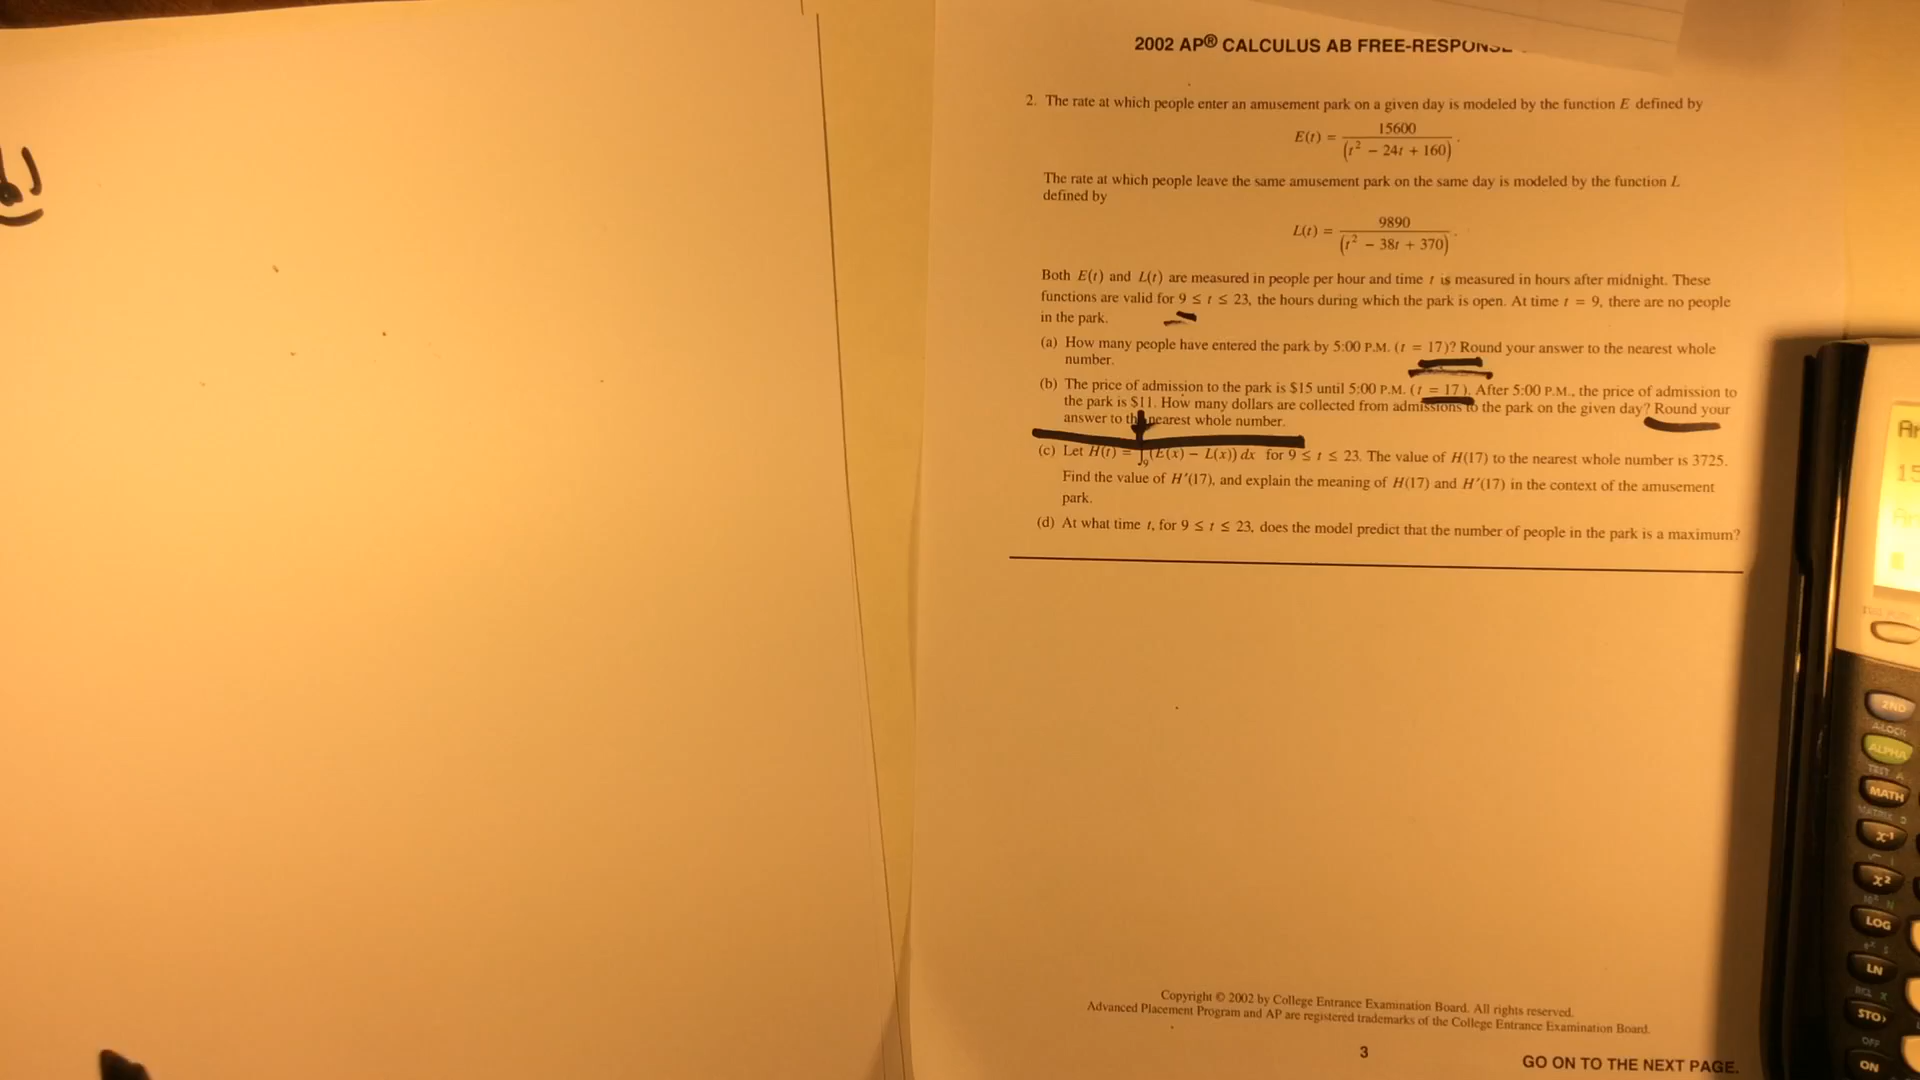 2002 AP® CALCULUS AB FREE-RESPONSE
2. The rate at which people enter an amusement park on a given day is modeled by the function E defined by
E(t) = 15600 / (t² − 24t + 160).
The rate at which people leave the same amusement park on the same day is modeled by the function L
defined by
L(t) = 9890 / (t² − 38t + 370).
Both E(t) and L(t) are measured in people per hour and time t is measured in hours after midnight. These
functions are valid for 9 ≤ t ≤ 23, the hours during which the park is open. At time t = 9, there are no people
in the park.
(a) How many people have entered the park by 5:00 P.M. (t = 17)? Round your answer to the nearest whole
number.
(b) The price of admission to the park is $15 until 5:00 P.M. (t = 17). After 5:00 P.M., the price of admission to
the park is $11. How many dollars are collected from admissions to the park on the given day? Round your
answer to the nearest whole number.
(c) Let H(t) = ∫₉ (E(x) − L(x)) dx for 9 ≤ t ≤ 23. The value of H(17) to the nearest whole number is 3725.
Find the value of H′(17), and explain the meaning of H(17) and H′(17) in the context of the amusement
park.
(d) At what time t, for 9 ≤ t ≤ 23, does the model predict that the number of people in the park is a maximum?
Copyright © 2002 by College Entrance Examination Board. All rights reserved.
Advanced Placement Program and AP are registered trademarks of the College Entrance Examination Board.
3
GO ON TO THE NEXT PAGE.
2ND
A-LOCK
ALPHA
TEST A
MATH
x⁻¹
x²
LOG
LN
RCL X
STO›
OFF
ON